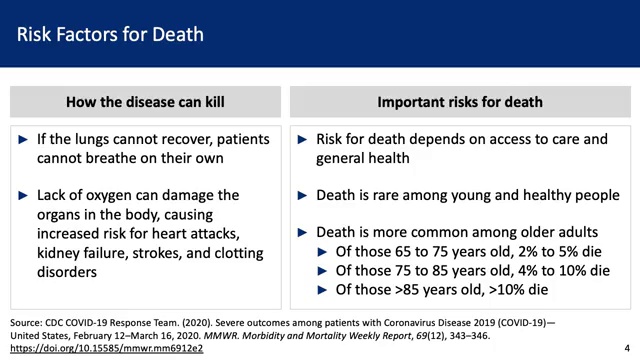 Risk Factors for Death
How the disease can kill
► If the lungs cannot recover, patients
cannot breathe on their own
► Lack of oxygen can damage the
organs in the body, causing
increased risk for heart attacks,
kidney failure, strokes, and clotting
disorders
Important risks for death
► Risk for death depends on access to care and
general health
► Death is rare among young and healthy people
► Death is more common among older adults
► Of those 65 to 75 years old, 2% to 5% die
► Of those 75 to 85 years old, 4% to 10% die
► Of those >85 years old, >10% die
Source: CDC COVID-19 Response Team. (2020). Severe outcomes among patients with Coronavirus Disease 2019 (COVID-19)—
United States, February 12–March 16, 2020. MMWR. Morbidity and Mortality Weekly Report, 69(12), 343–346.
https://doi.org/10.15585/mmwr.mm6912e2
4